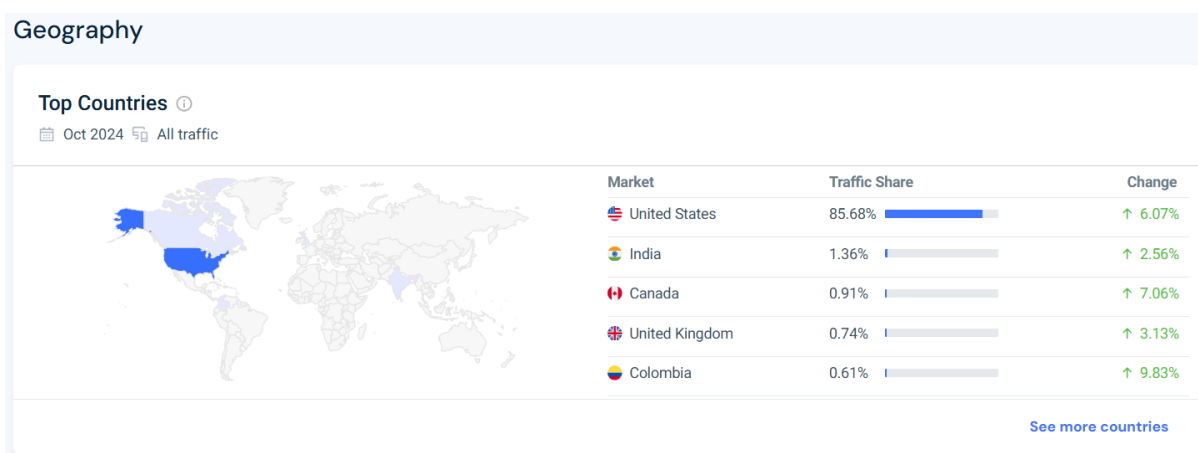 Geography
Top Countries
Oct 2024 All traffic
Market Traffic Share Change
United States 85.68% ↑ 6.07%
India 1.36% ↑ 2.56%
Canada 0.91% ↑ 7.06%
United Kingdom 0.74% ↑ 3.13%
Colombia 0.61% ↑ 9.83%
See more countries